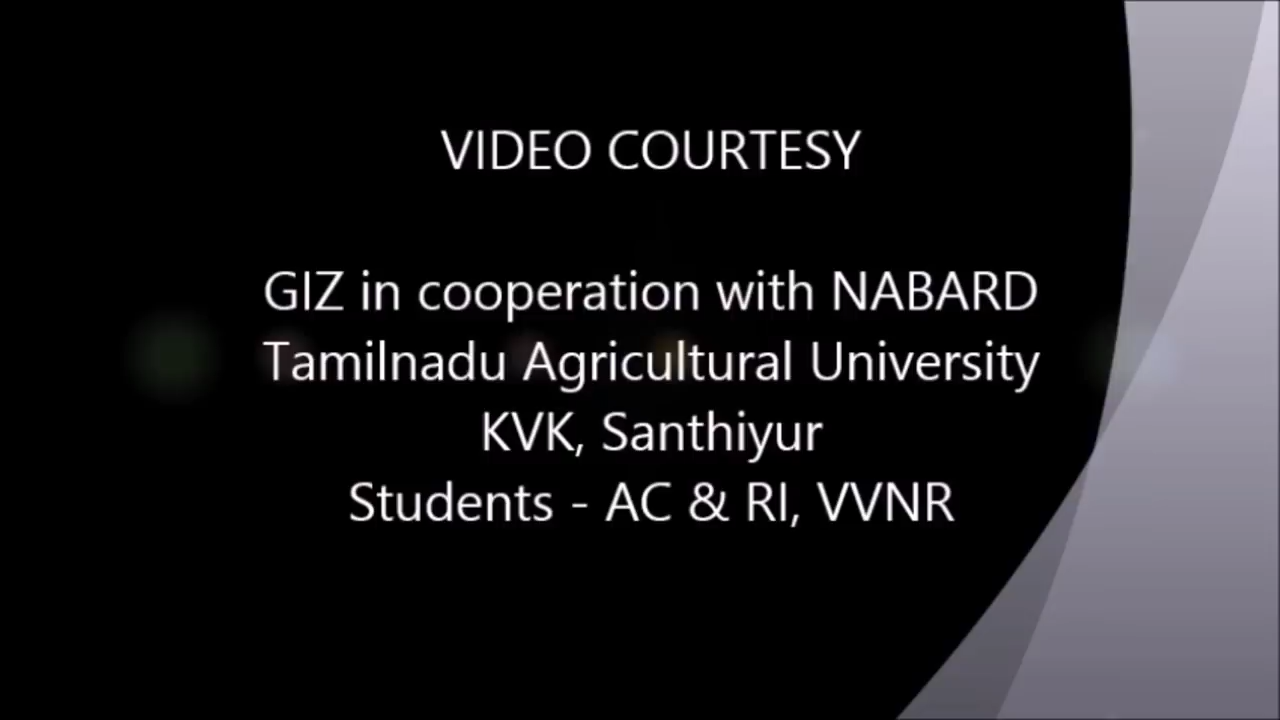 VIDEO COURTESY
GIZ in cooperation with NABARD
Tamilnadu Agricultural University
KVK, Santhiyur
Students - AC & RI, VVNR